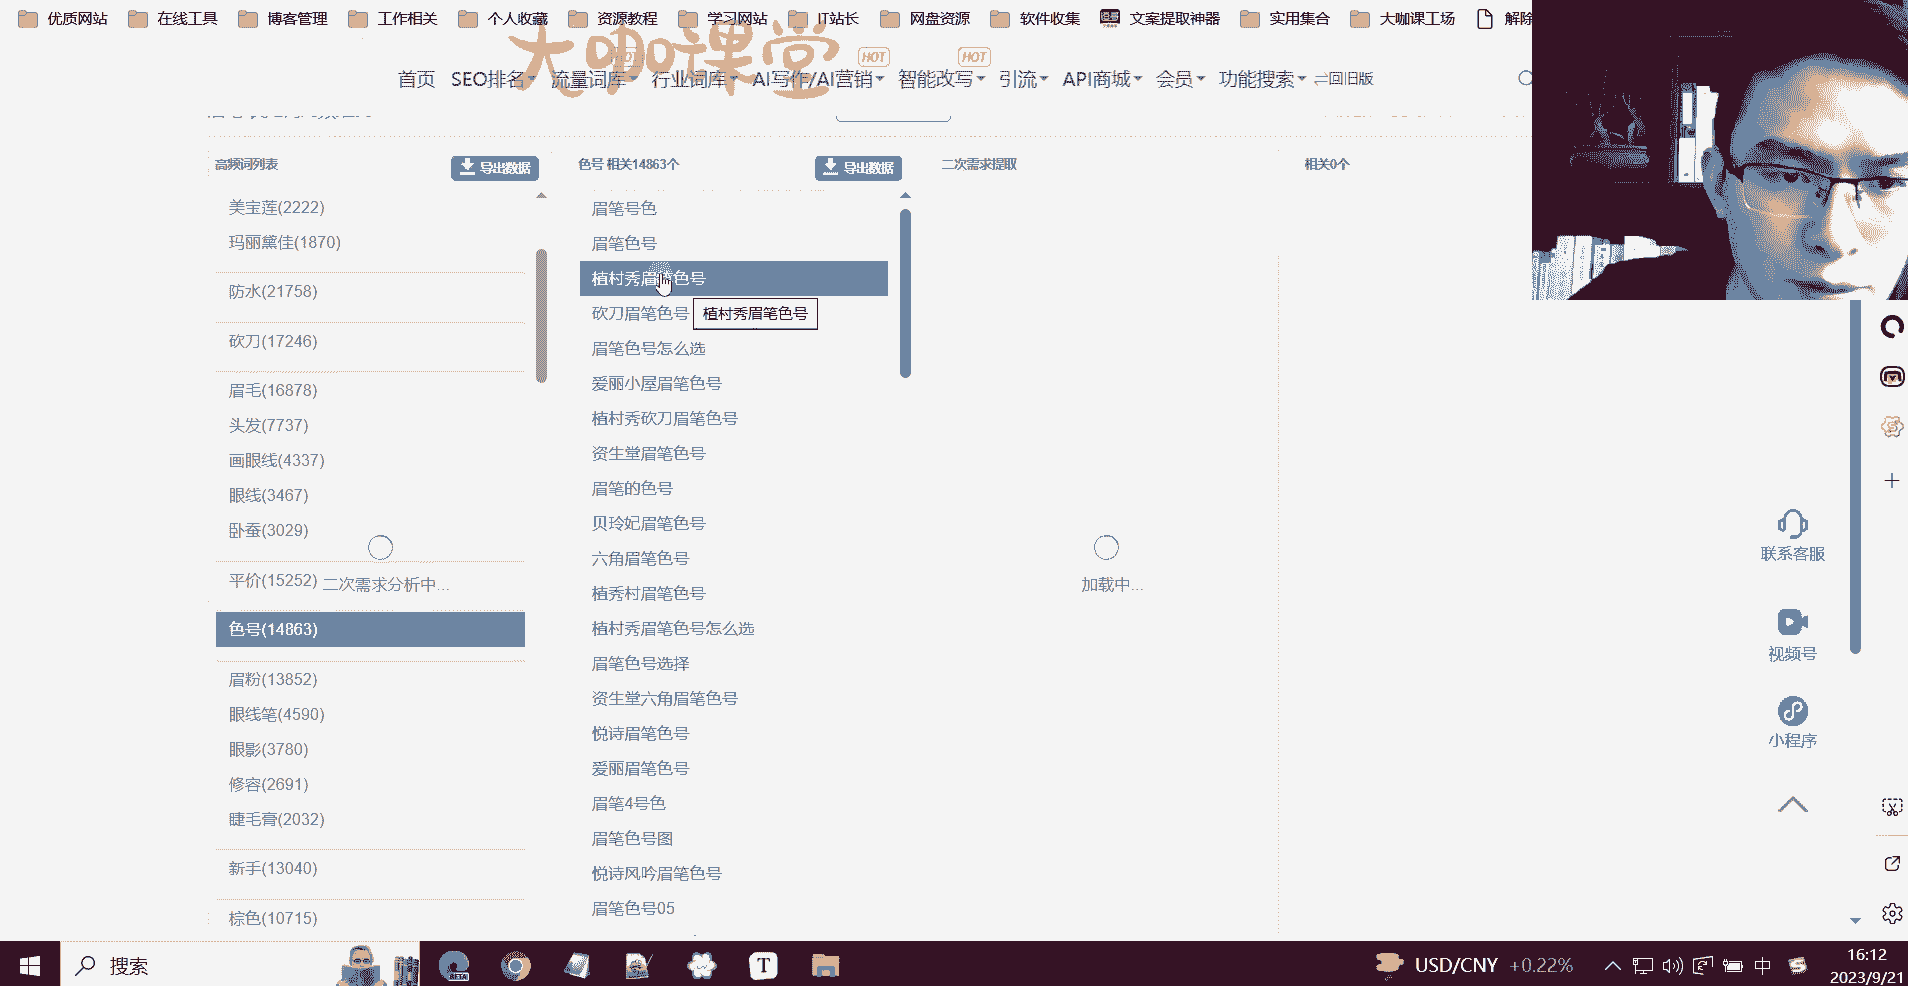 优质网站 在线工具 博客管理 工作相关 个人收藏 资源教程 学习网站 IT站长 网盘资源 软件收集 文案提取神器 实用集合 大咖课工场 解除
大咖课堂
HOT HOT HOT
首页 SEO排名 流量词库 行业词库 AI写作/AI营销 智能改写 引流 API商城 会员 功能搜索 回旧版
高频词列表 导出数据 色号 相关14863个 导出数据 二次需求提取 相关0个
美宝莲(2222) 眉笔号色
玛丽黛佳(1870) 眉笔色号
防水(21758) 植村秀眉笔色号
砍刀(17246) 砍刀眉笔色号 植村秀眉笔色号
眉笔色号怎么选
眉毛(16878) 爱丽小屋眉笔色号
头发(7737) 植村秀砍刀眉笔色号
画眼线(4337) 资生堂眉笔色号
眼线(3467) 眉笔的色号
卧蚕(3029) 贝玲妃眉笔色号
六角眉笔色号
平价(15252) 二次需求分析中... 植秀村眉笔色号 加载中...
色号(14863) 植村秀眉笔色号怎么选
眉笔色号选择
眉粉(13852) 资生堂六角眉笔色号
眼线笔(4590) 悦诗眉笔色号
眼影(3780) 爱丽眉笔色号
修容(2691) 眉笔4号色
睫毛膏(2032) 眉笔色号图
新手(13040) 悦诗风吟眉笔色号
棕色(10715) 眉笔色号05
联系客服
视频号
小程序
搜索 BETA T USD/CNY +0.22% 中 16:12
2023/9/21